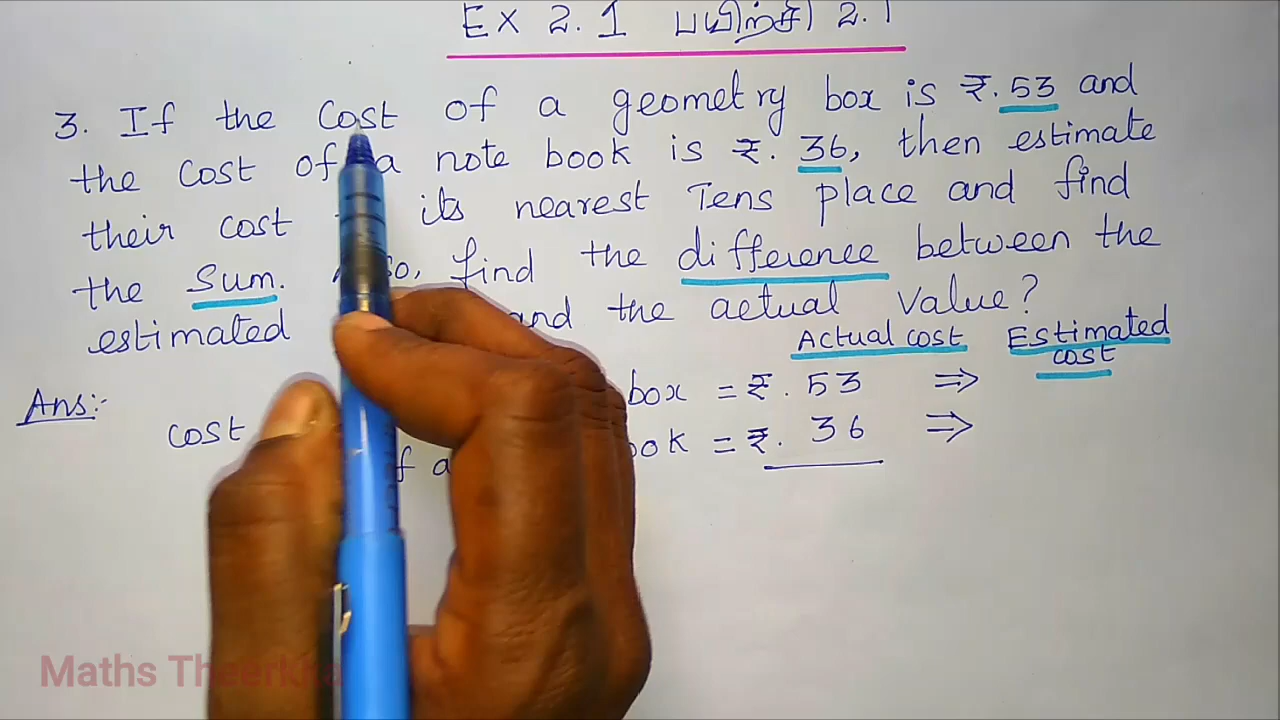 Ex 2.1 பயிற்சி 2.1
3. If the Cost of a geometry box is ₹.53 and
the cost of a note book is ₹. 36, then estimate
their cost its nearest Tens place and find
the Sum. find the difference between the
estimated and the actual value?
Actual cost Estimated cost
Ans:-
box = ₹. 53 ⇒
cost = ₹. 36 ⇒
Maths Theerkka